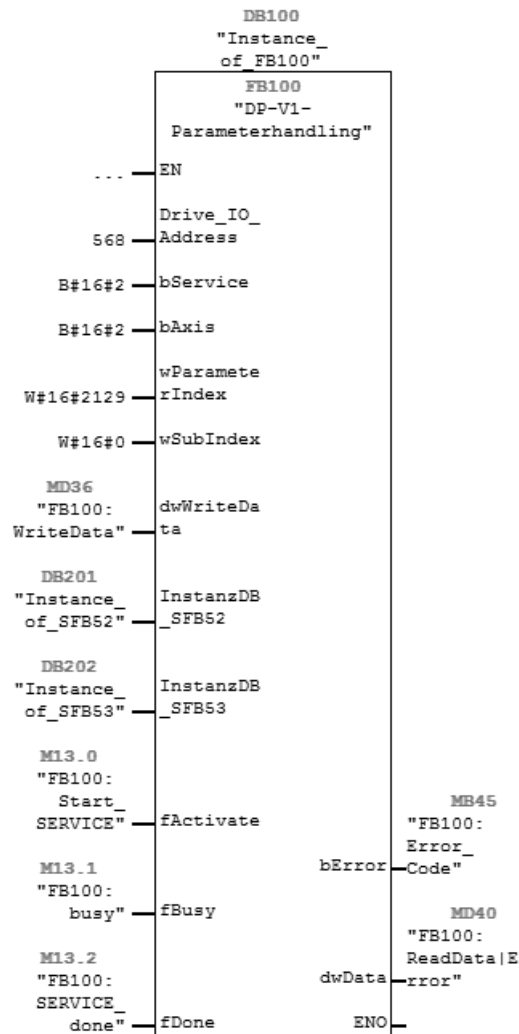 DB100
"Instance_
of_FB100"
FB100
"DP-V1-
Parameterhandling"
... EN
Drive_IO_
568 Address
B#16#2 bService
B#16#2 bAxis
wParamete
W#16#2129 rIndex
W#16#0 wSubIndex
MD36
"FB100: dwWriteDa
WriteData" ta
DB201
"Instance_ InstanzDB
of_SFB52" _SFB52
DB202
"Instance_ InstanzDB
of_SFB53" _SFB53
M13.0
"FB100:
Start_
SERVICE" fActivate
MB45
"FB100:
Error_
bError Code"
M13.1
"FB100:
busy" fBusy
MD40
"FB100:
ReadData|E
dwData rror"
M13.2
"FB100:
SERVICE_
done" fDone ENO